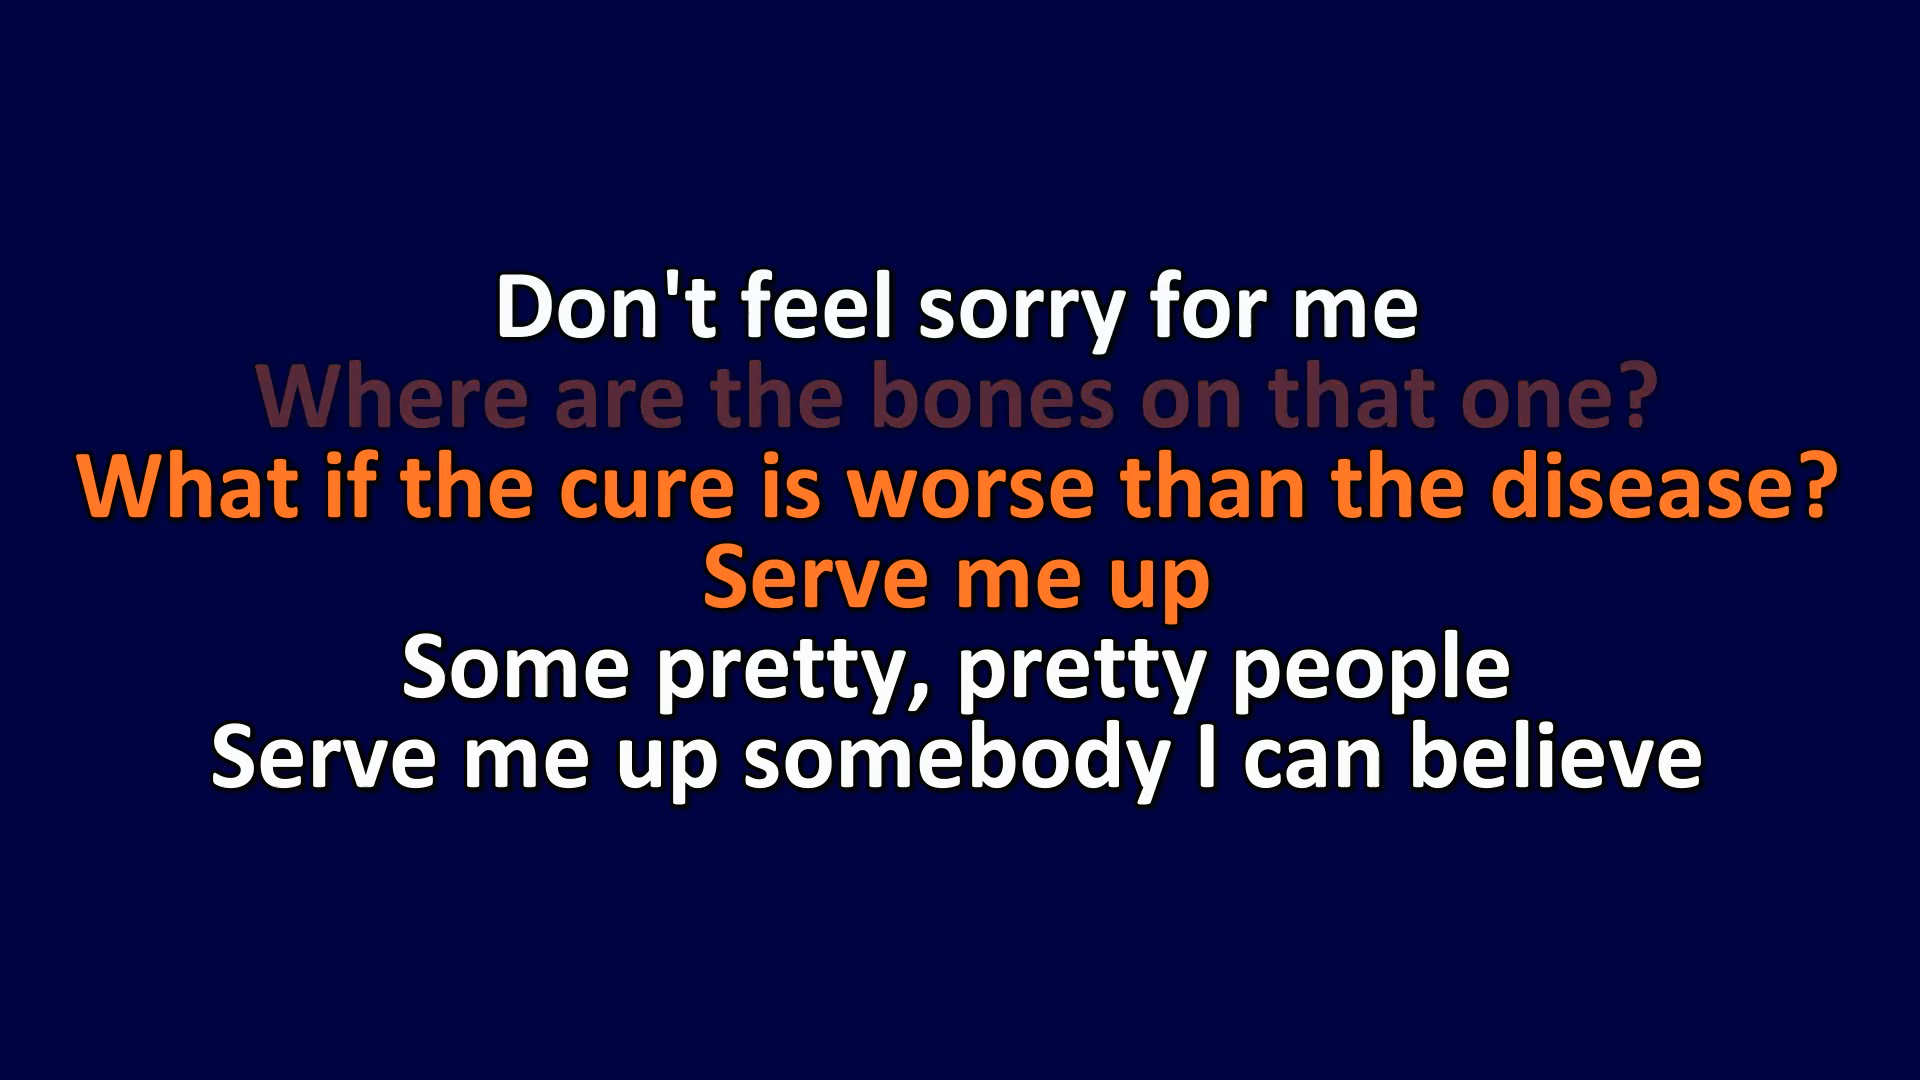 Don't feel sorry for me
Where are the bones on that one?
What if the cure is worse than the disease?
Serve me up
Some pretty, pretty people
Serve me up somebody I can believe